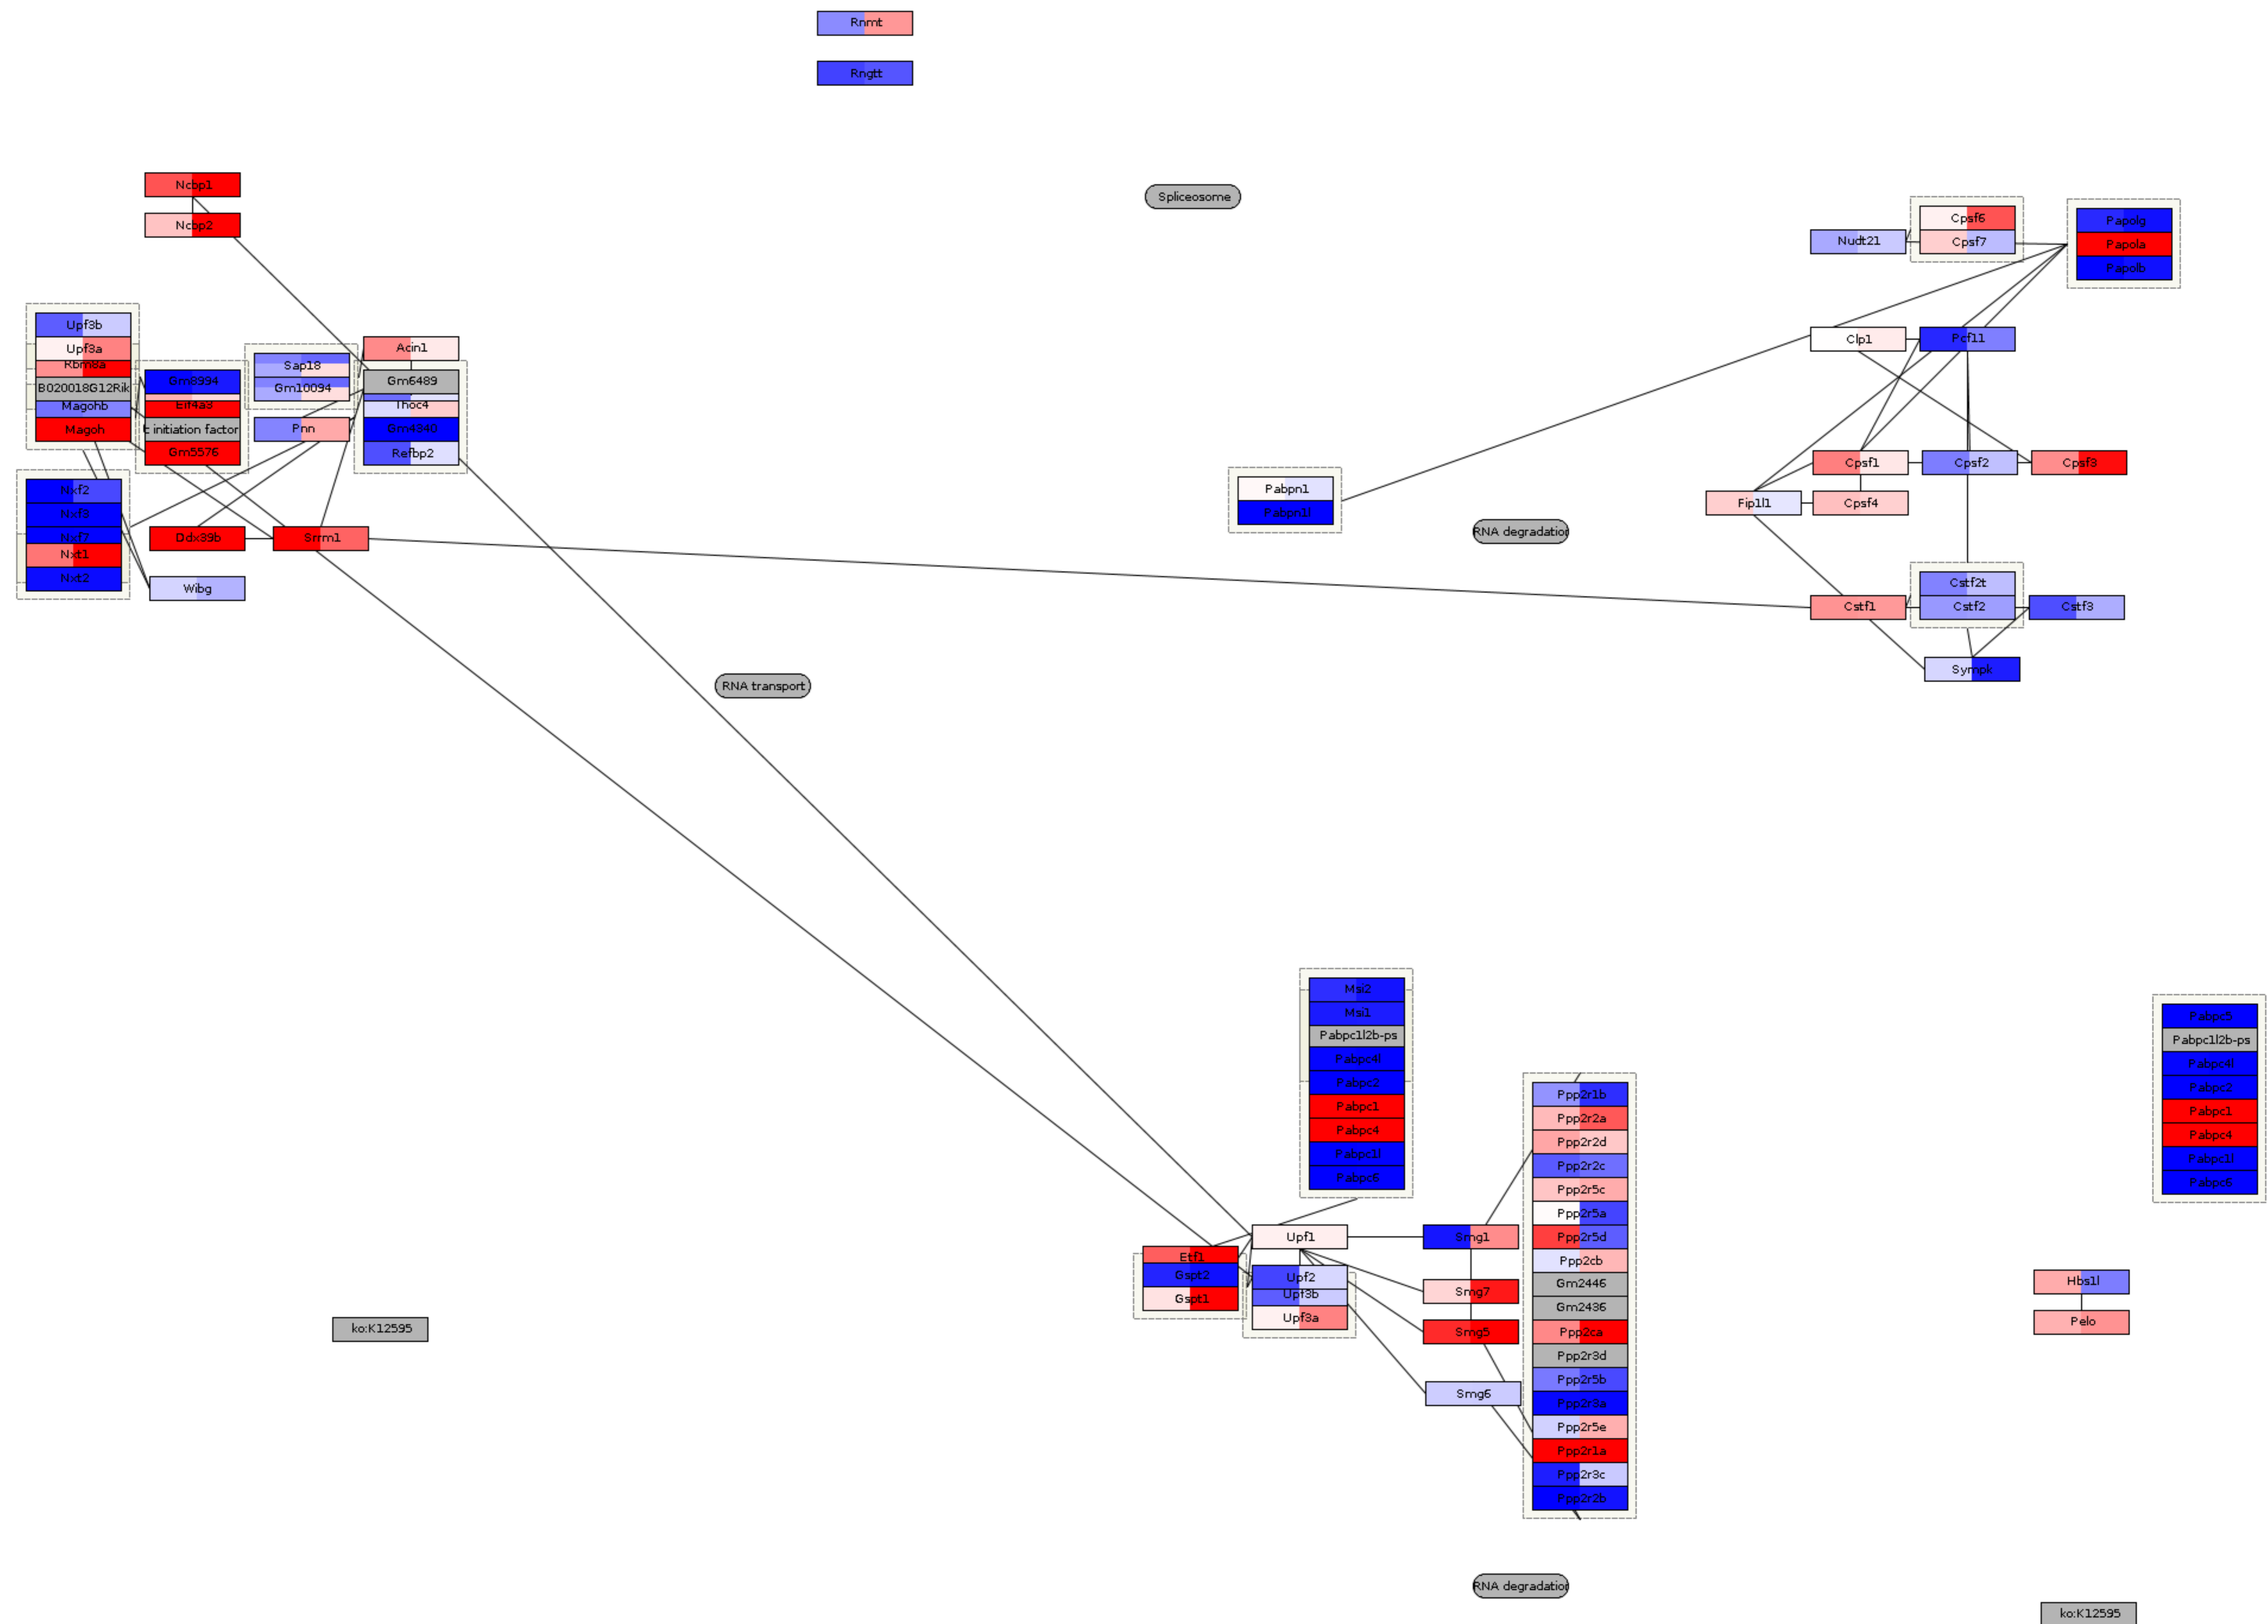 Rnmt
Rngtt
Ncbp1
Ncbp2
Spliceosome
Cpsf6
Nudt21
Cpsf7
Papolg
Papola
Papolb
Upf3b
Upf3a
Rbm8a
B020018G12Rik
Magohb
Magoh
Gm8994
Eif4a3
t initiation factor
Gm5576
Sap18
Gm10094
Pnn
Acin1
Gm6489
Thoc4
Gm4840
Refbp2
Clp1
Pcf11
Cpsf1
Cpsf2
Cpsf3
Fip1l1
Cpsf4
Pabpn1
Pabpn1l
RNA degradation
Nxf2
Nxf3
Nxf7
Nxt1
Nxt2
Ddx39b
Srrm1
Wibg
Cstf2t
Cstf1
Cstf2
Cstf3
Sympk
RNA transport
Msi2
Msi1
Pabpc1l2b-ps
Pabpc4l
Pabpc2
Pabpc1
Pabpc4
Pabpc1l
Pabpc6
Pabpc5
Pabpc1l2b-ps
Pabpc4l
Pabpc2
Pabpc1
Pabpc4
Pabpc1l
Pabpc6
Ppp2r1b
Ppp2r2a
Ppp2r2d
Ppp2r2c
Ppp2r5c
Ppp2r5a
Ppp2r5d
Ppp2cb
Gm2446
Gm2436
Ppp2ca
Ppp2r3d
Ppp2r5b
Ppp2r3a
Ppp2r5e
Ppp2r1a
Ppp2r3c
Ppp2r2b
Upf1
Smg1
Etf1
Gspt2
Gspt1
Upf2
Upf3b
Upf3a
Smg7
Smg5
Smg6
Hbs1l
Pelo
ko:K12595
RNA degradation
ko:K12595